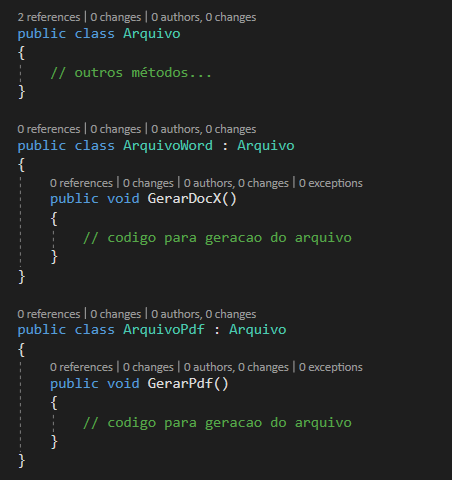 2 references | 0 changes | 0 authors, 0 changes
public class Arquivo
{
// outros métodos...
}
0 references | 0 changes | 0 authors, 0 changes
public class ArquivoWord : Arquivo
{
0 references | 0 changes | 0 authors, 0 changes | 0 exceptions
public void GerarDocX()
{
// codigo para geracao do arquivo
}
}
0 references | 0 changes | 0 authors, 0 changes
public class ArquivoPdf : Arquivo
{
0 references | 0 changes | 0 authors, 0 changes | 0 exceptions
public void GerarPdf()
{
// codigo para geracao do arquivo
}
}